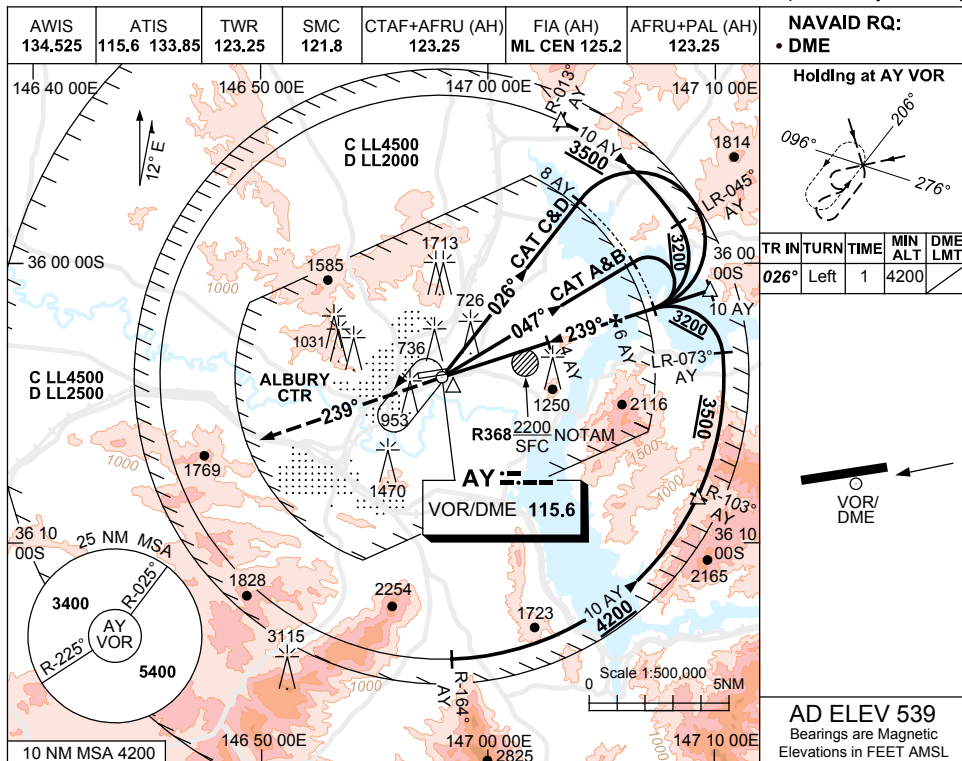 AWIS
134.525
ATIS
115.6 133.85
TWR
123.25
SMC
121.8
CTAF+AFRU (AH)
123.25
FIA (AH)
ML CEN 125.2
AFRU+PAL (AH)
123.25
NAVAID RQ:
• DME
146 40 00E
146 50 00E
147 00 00E
147 10 00E
R-013°
AY
12° E
C LL4500
D LL2000
10 AY
3500
1814
8 AY
LR-045°
AY
CAT C&D
026°
3200
1713
36 00 00S
1585
1000
36 00
00S
CAT A&B
047°
726
10 AY
3200
239°
6 AY
1031
736
4 AY
LR-073°
AY
C LL4500
D LL2500
ALBURY
CTR
239°
953
1250
2116
3500
R368
2200
SFC
NOTAM
1500
1000
1769
1000
1470
AY
VOR/DME 115.6
R-103°
AY
36 10
00S
36 10
00S
2165
25 NM MSA
R-025°
3400
AY
VOR
R-225°
5400
1828
2254
1723
10 AY
4200
3115
1000
R-164°
AY
Scale 1:500,000
0
5NM
10 NM MSA 4200
146 50 00E
147 00 00E
147 10 00E
2825
Holding at AY VOR
206°
096°
276°
TR IN TURN TIME MIN ALT DME LMT
026° Left 1 4200
VOR/
DME
AD ELEV 539
Bearings are Magnetic
Elevations in FEET AMSL